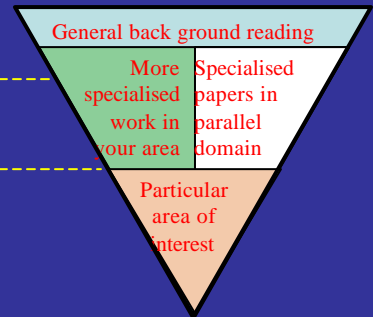 General back ground reading
More
specialised
work in
your area
Specialised
papers in
parallel
domain
Particular
area of
interest